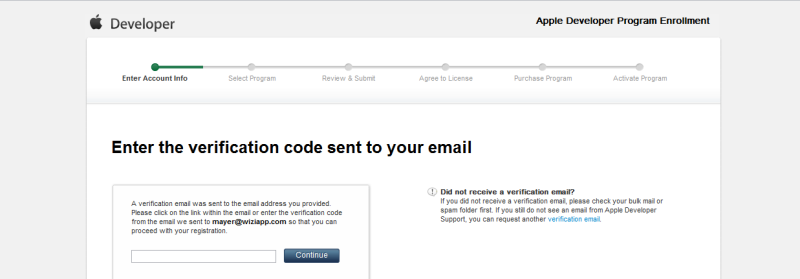 Developer
Apple Developer Program Enrollment
Enter Account Info
Select Program
Review & Submit
Agree to License
Purchase Program
Activate Program
Enter the verification code sent to your email
A verification email was sent to the email address you provided.
Please click on the link within the email or enter the verification code
from the email we sent to mayer@wiziapp.com so that you can
proceed with your registration.
Continue
Did not receive a verification email?
If you did not receive a verification email, please check your bulk mail or
spam folder first. If you still do not see an email from Apple Developer
Support, you can request another verification email.